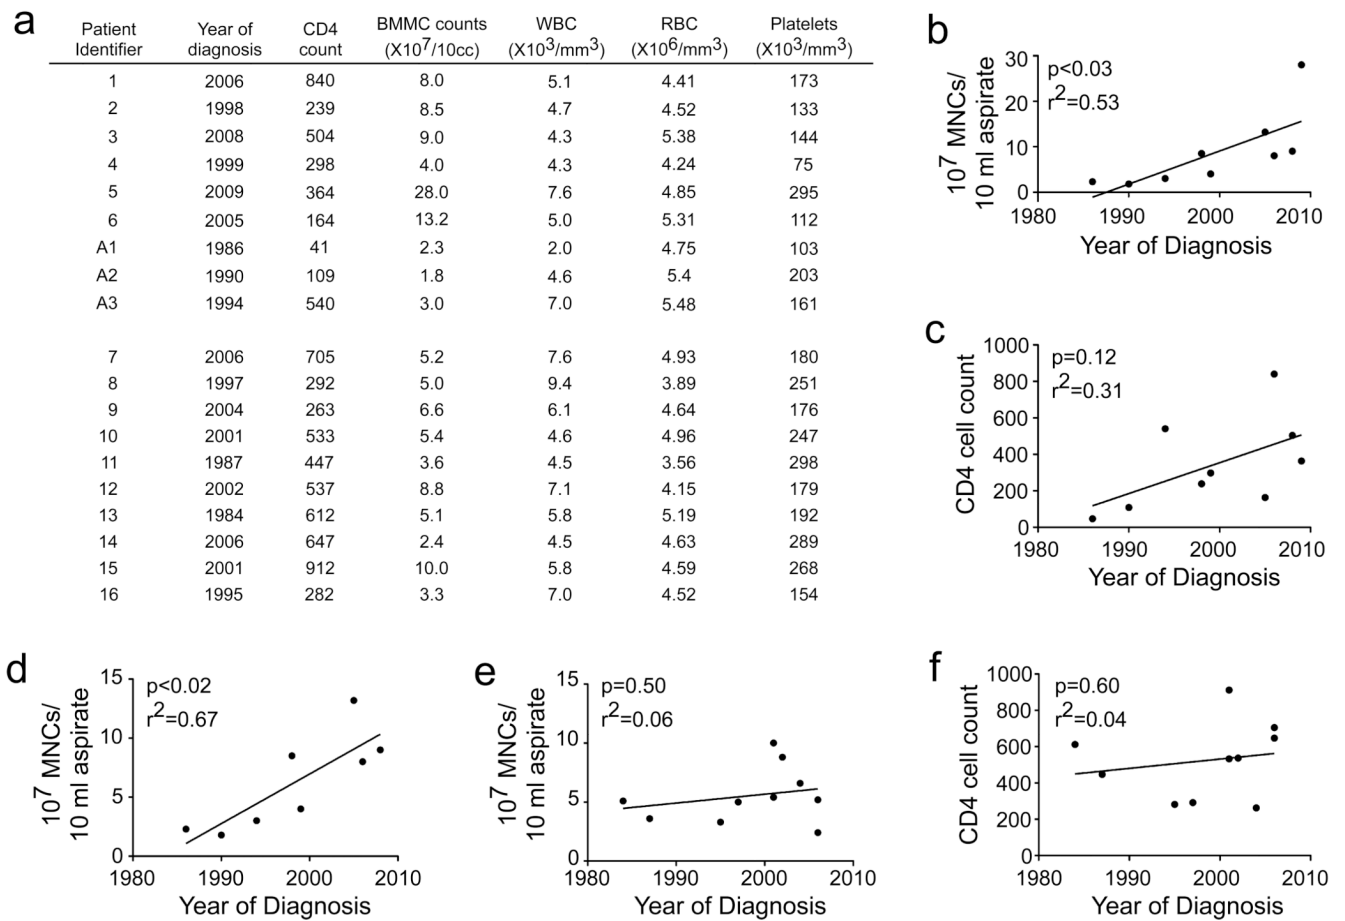 a
Patient Identifier Year of diagnosis CD4 count BMMC counts (X10^7/10cc) WBC (X10^3/mm^3) RBC (X10^6/mm^3) Platelets (X10^3/mm^3)
1 2006 840 8.0 5.1 4.41 173
2 1998 239 8.5 4.7 4.52 133
3 2008 504 9.0 4.3 5.38 144
4 1999 298 4.0 4.3 4.24 75
5 2009 364 28.0 7.6 4.85 295
6 2005 164 13.2 5.0 5.31 112
A1 1986 41 2.3 2.0 4.75 103
A2 1990 109 1.8 4.6 5.4 203
A3 1994 540 3.0 7.0 5.48 161
7 2006 705 5.2 7.6 4.93 180
8 1997 292 5.0 9.4 3.89 251
9 2004 263 6.6 6.1 4.64 176
10 2001 533 5.4 4.6 4.96 247
11 1987 447 3.6 4.5 3.56 298
12 2002 537 8.8 7.1 4.15 179
13 1984 612 5.1 5.8 5.19 192
14 2006 647 2.4 4.5 4.63 289
15 2001 912 10.0 5.8 4.59 268
16 1995 282 3.3 7.0 4.52 154
b
p<0.03
r^2=0.53
10^7 MNCs/
10 ml aspirate
30
20
10
0
1980 1990 2000 2010
Year of Diagnosis
c
p=0.12
r^2=0.31
CD4 cell count
1000
800
600
400
200
0
1980 1990 2000 2010
Year of Diagnosis
d
p<0.02
r^2=0.67
10^7 MNCs/
10 ml aspirate
15
10
5
0
1980 1990 2000 2010
Year of Diagnosis
e
p=0.50
r^2=0.06
10^7 MNCs/
10 ml aspirate
15
10
5
0
1980 1990 2000 2010
Year of Diagnosis
f
p=0.60
r^2=0.04
CD4 cell count
1000
800
600
400
200
0
1980 1990 2000 2010
Year of Diagnosis